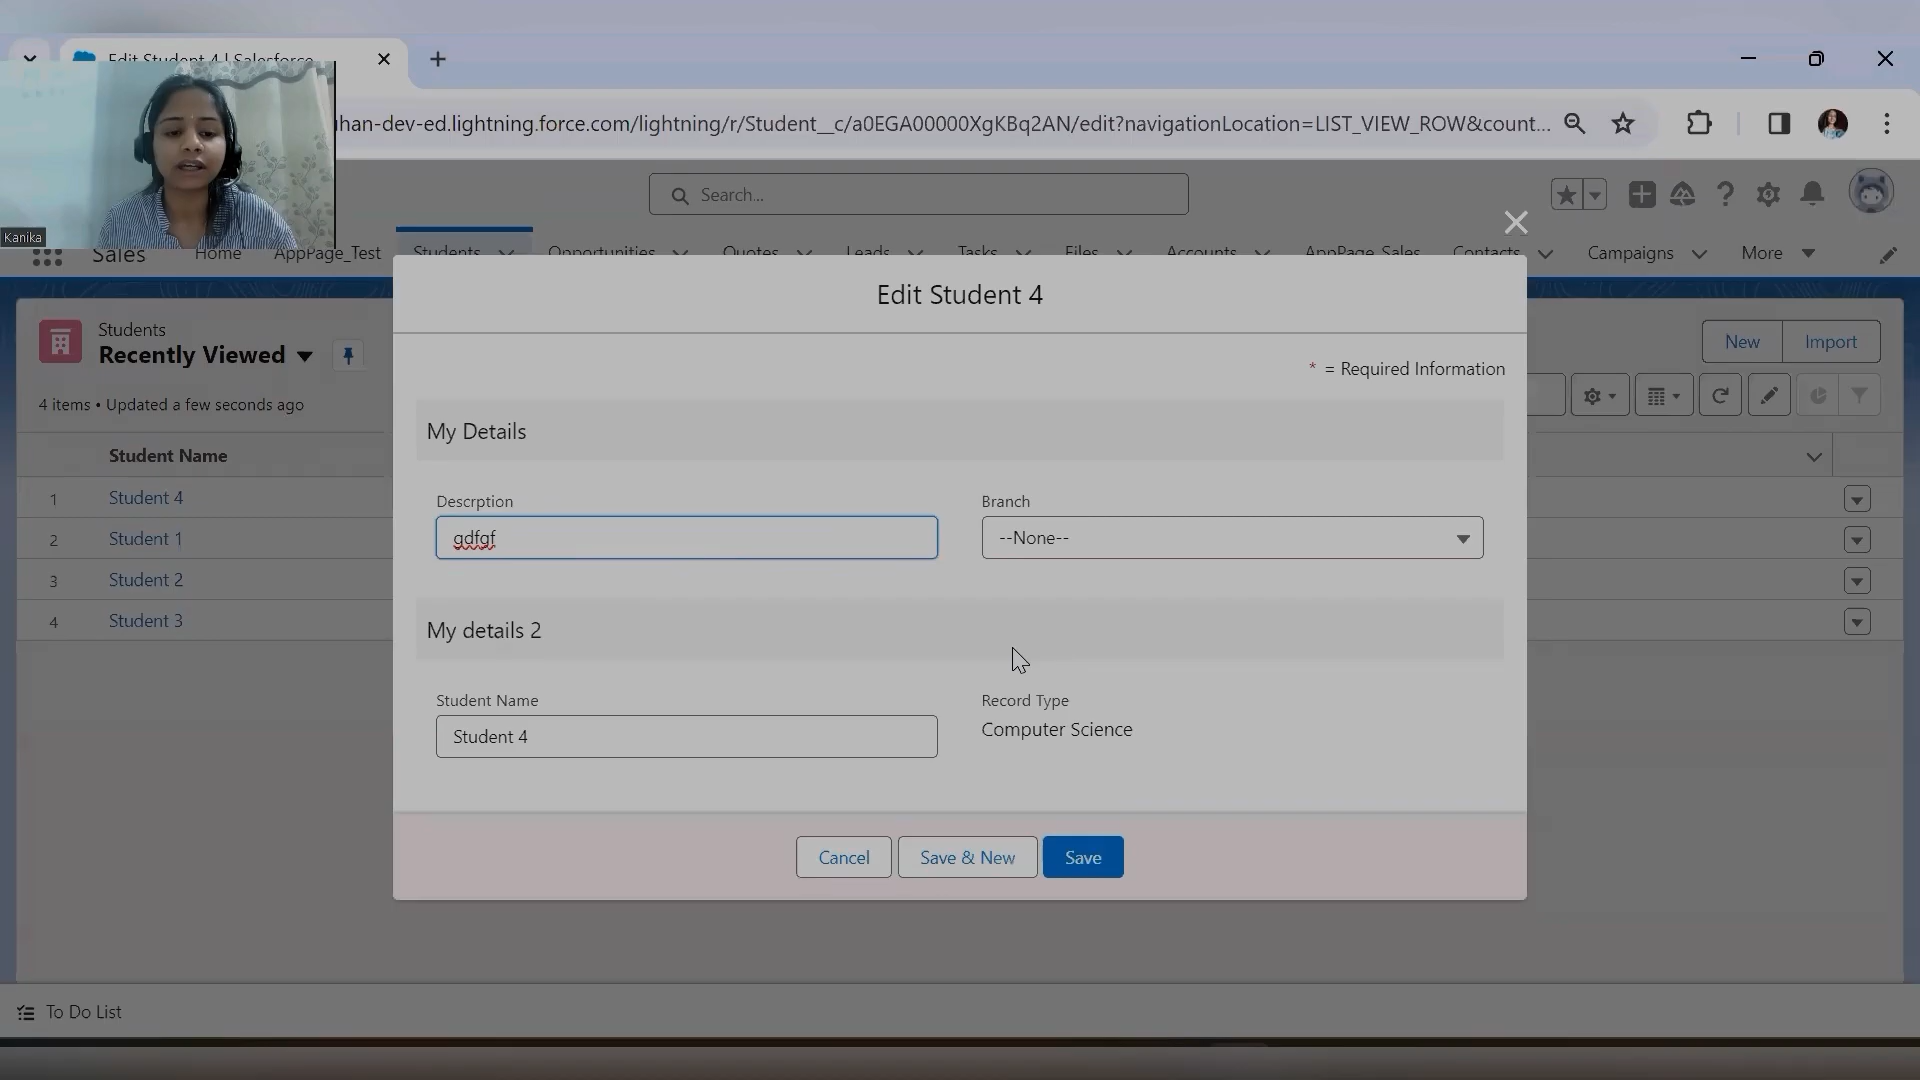 Edit Student 4 | Salesforce
uhan-dev-ed.lightning.force.com/lightning/r/Student__c/a0EGA00000XgKBq2AN/edit?navigationLocation=LIST_VIEW_ROW&count...
Kanika
Search...
Sales Home AppPage_Test Students Opportunities Quotes Leads Tasks Files Accounts AppPage_Sales Contacts Campaigns More
Edit Student 4
Students
Recently Viewed
New Import
* = Required Information
4 items • Updated a few seconds ago
My Details
Student Name
1 Student 4
2 Student 1
3 Student 2
4 Student 3
Descrption Branch
gdfgf --None--
My details 2
Student Name Record Type
Student 4 Computer Science
Cancel Save & New Save
To Do List